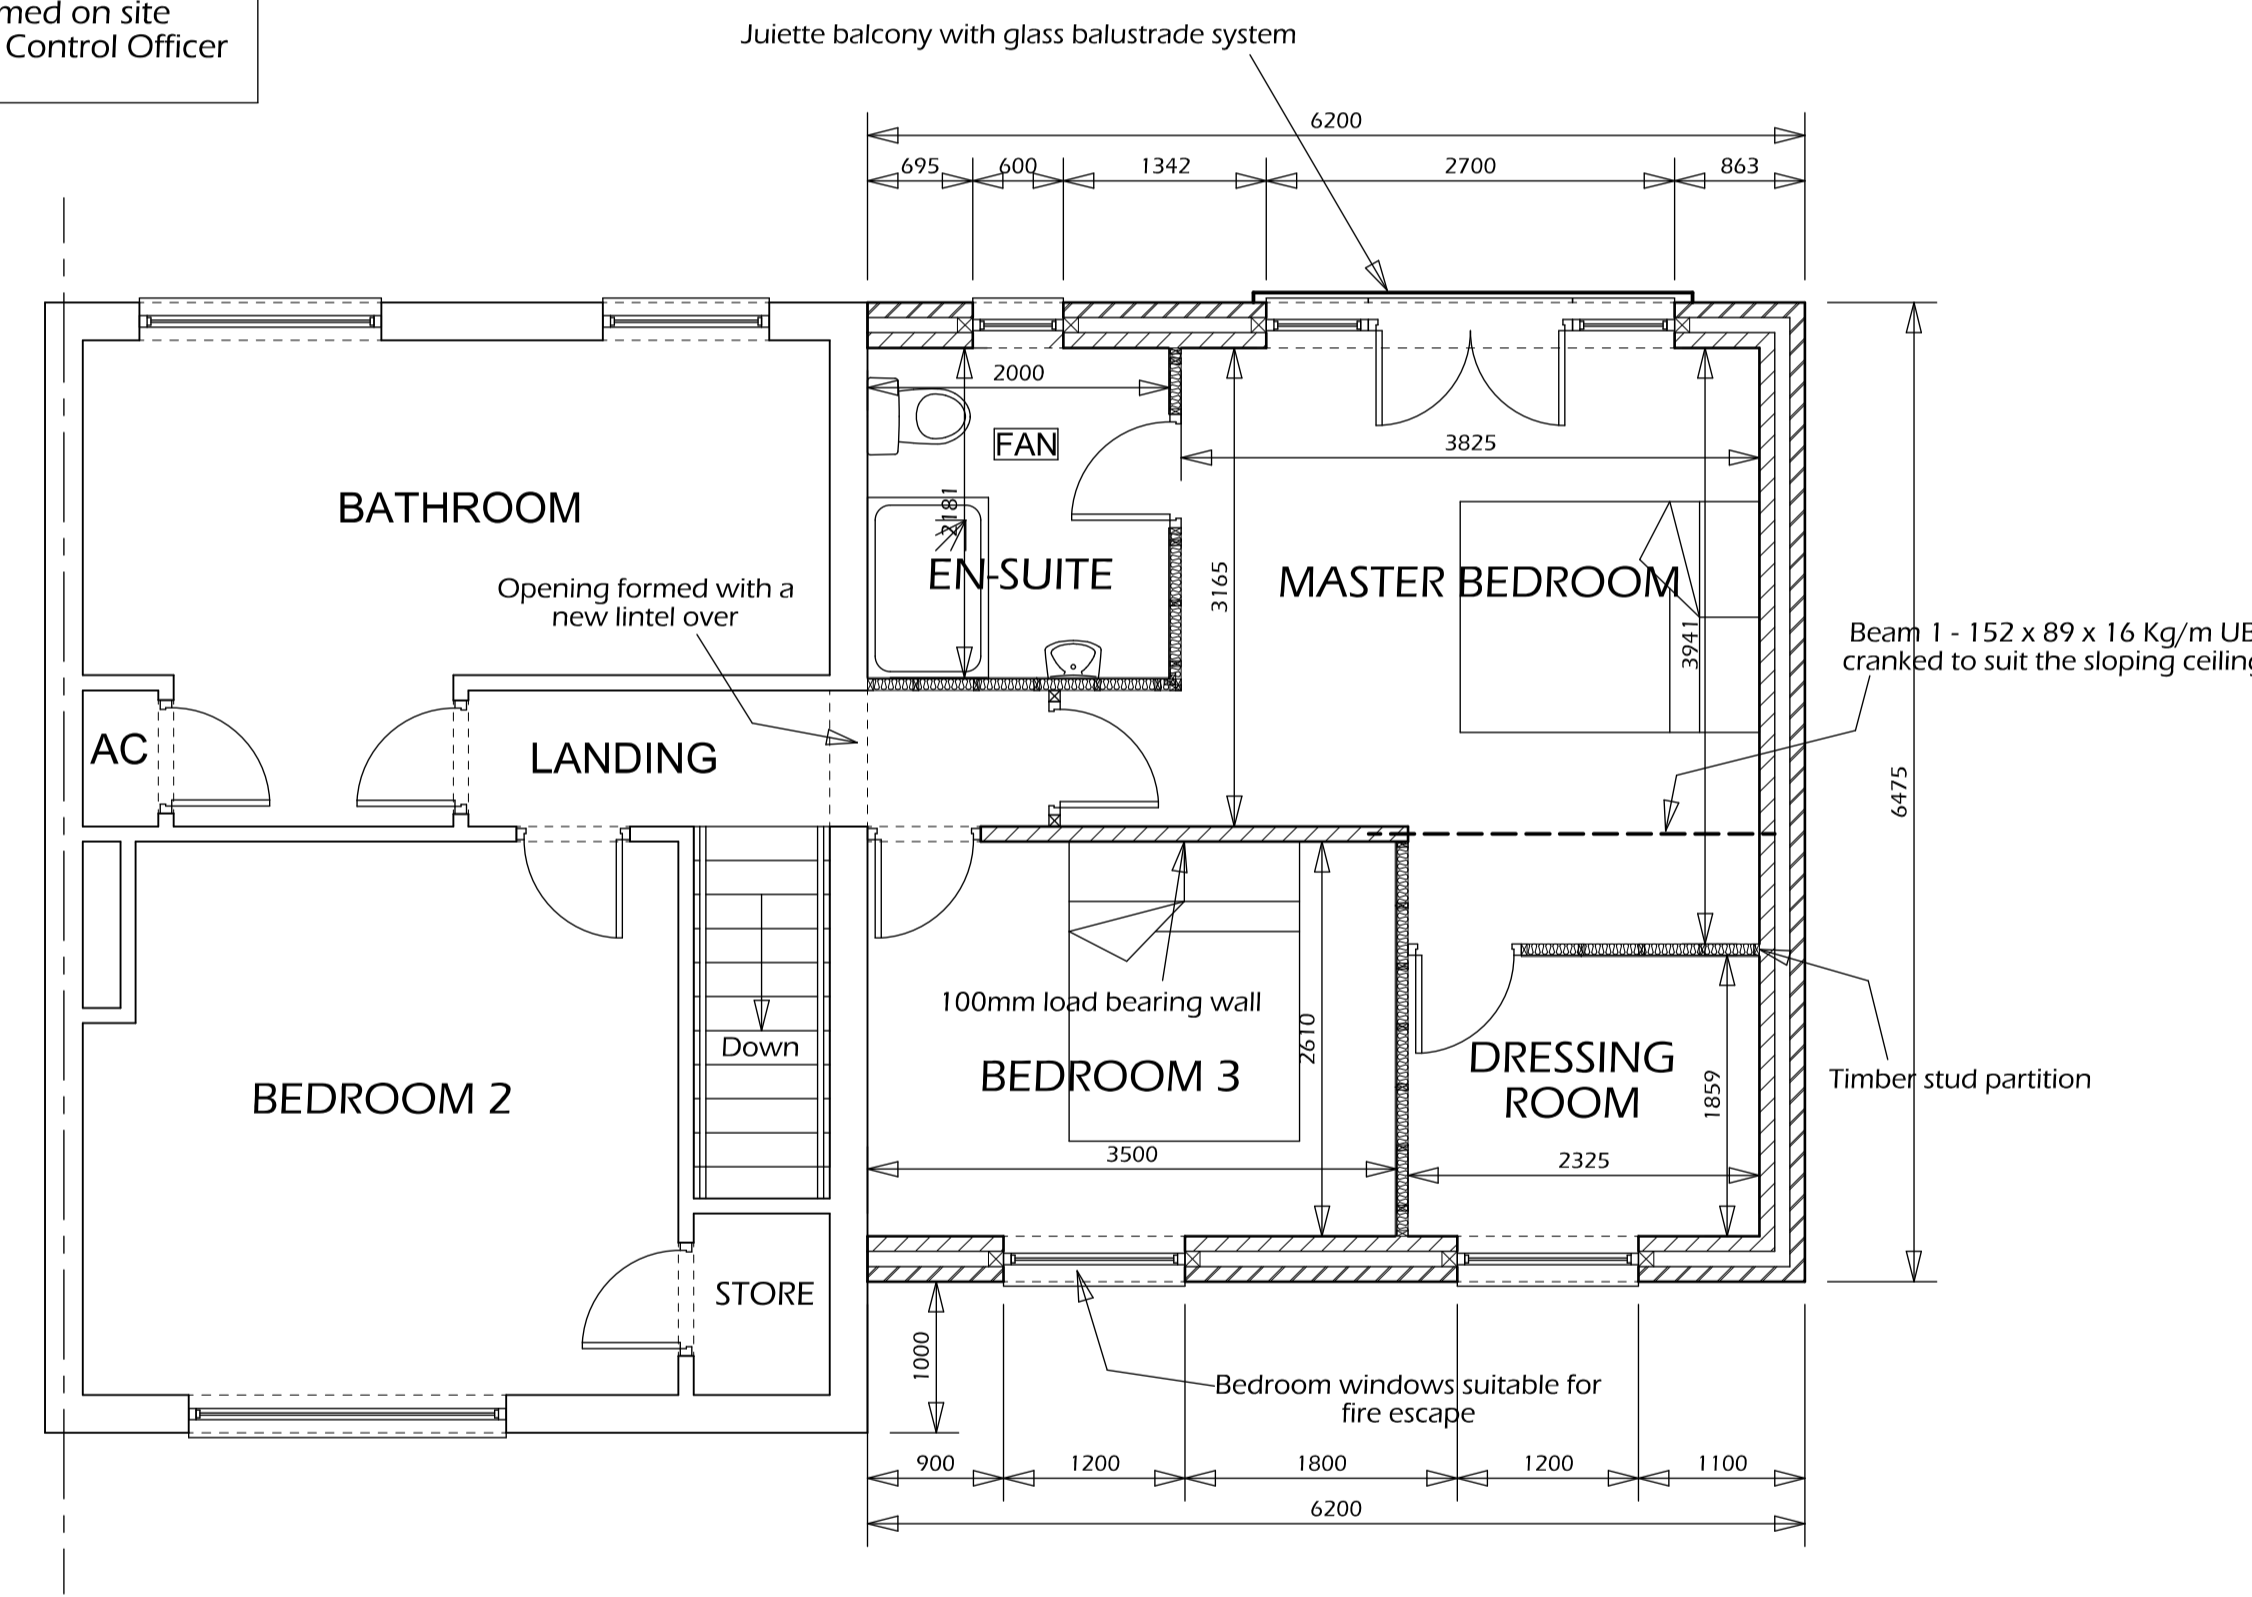 med on site
Control Officer
Juiette balcony with glass balustrade system
6200
695
600
1342
2700
863
2000
FAN
3825
BATHROOM
2181
EN-SUITE
3165
MASTER BEDROOM
3941
Opening formed with a
new lintel over
Beam 1 - 152 x 89 x 16 Kg/m UB
cranked to suit the sloping ceiling
AC
LANDING
6475
100mm load bearing wall
2610
Down
BEDROOM 2
BEDROOM 3
DRESSING
ROOM
1859
Timber stud partition
3500
2325
STORE
1000
Bedroom windows suitable for
fire escape
900
1200
1800
1200
1100
6200